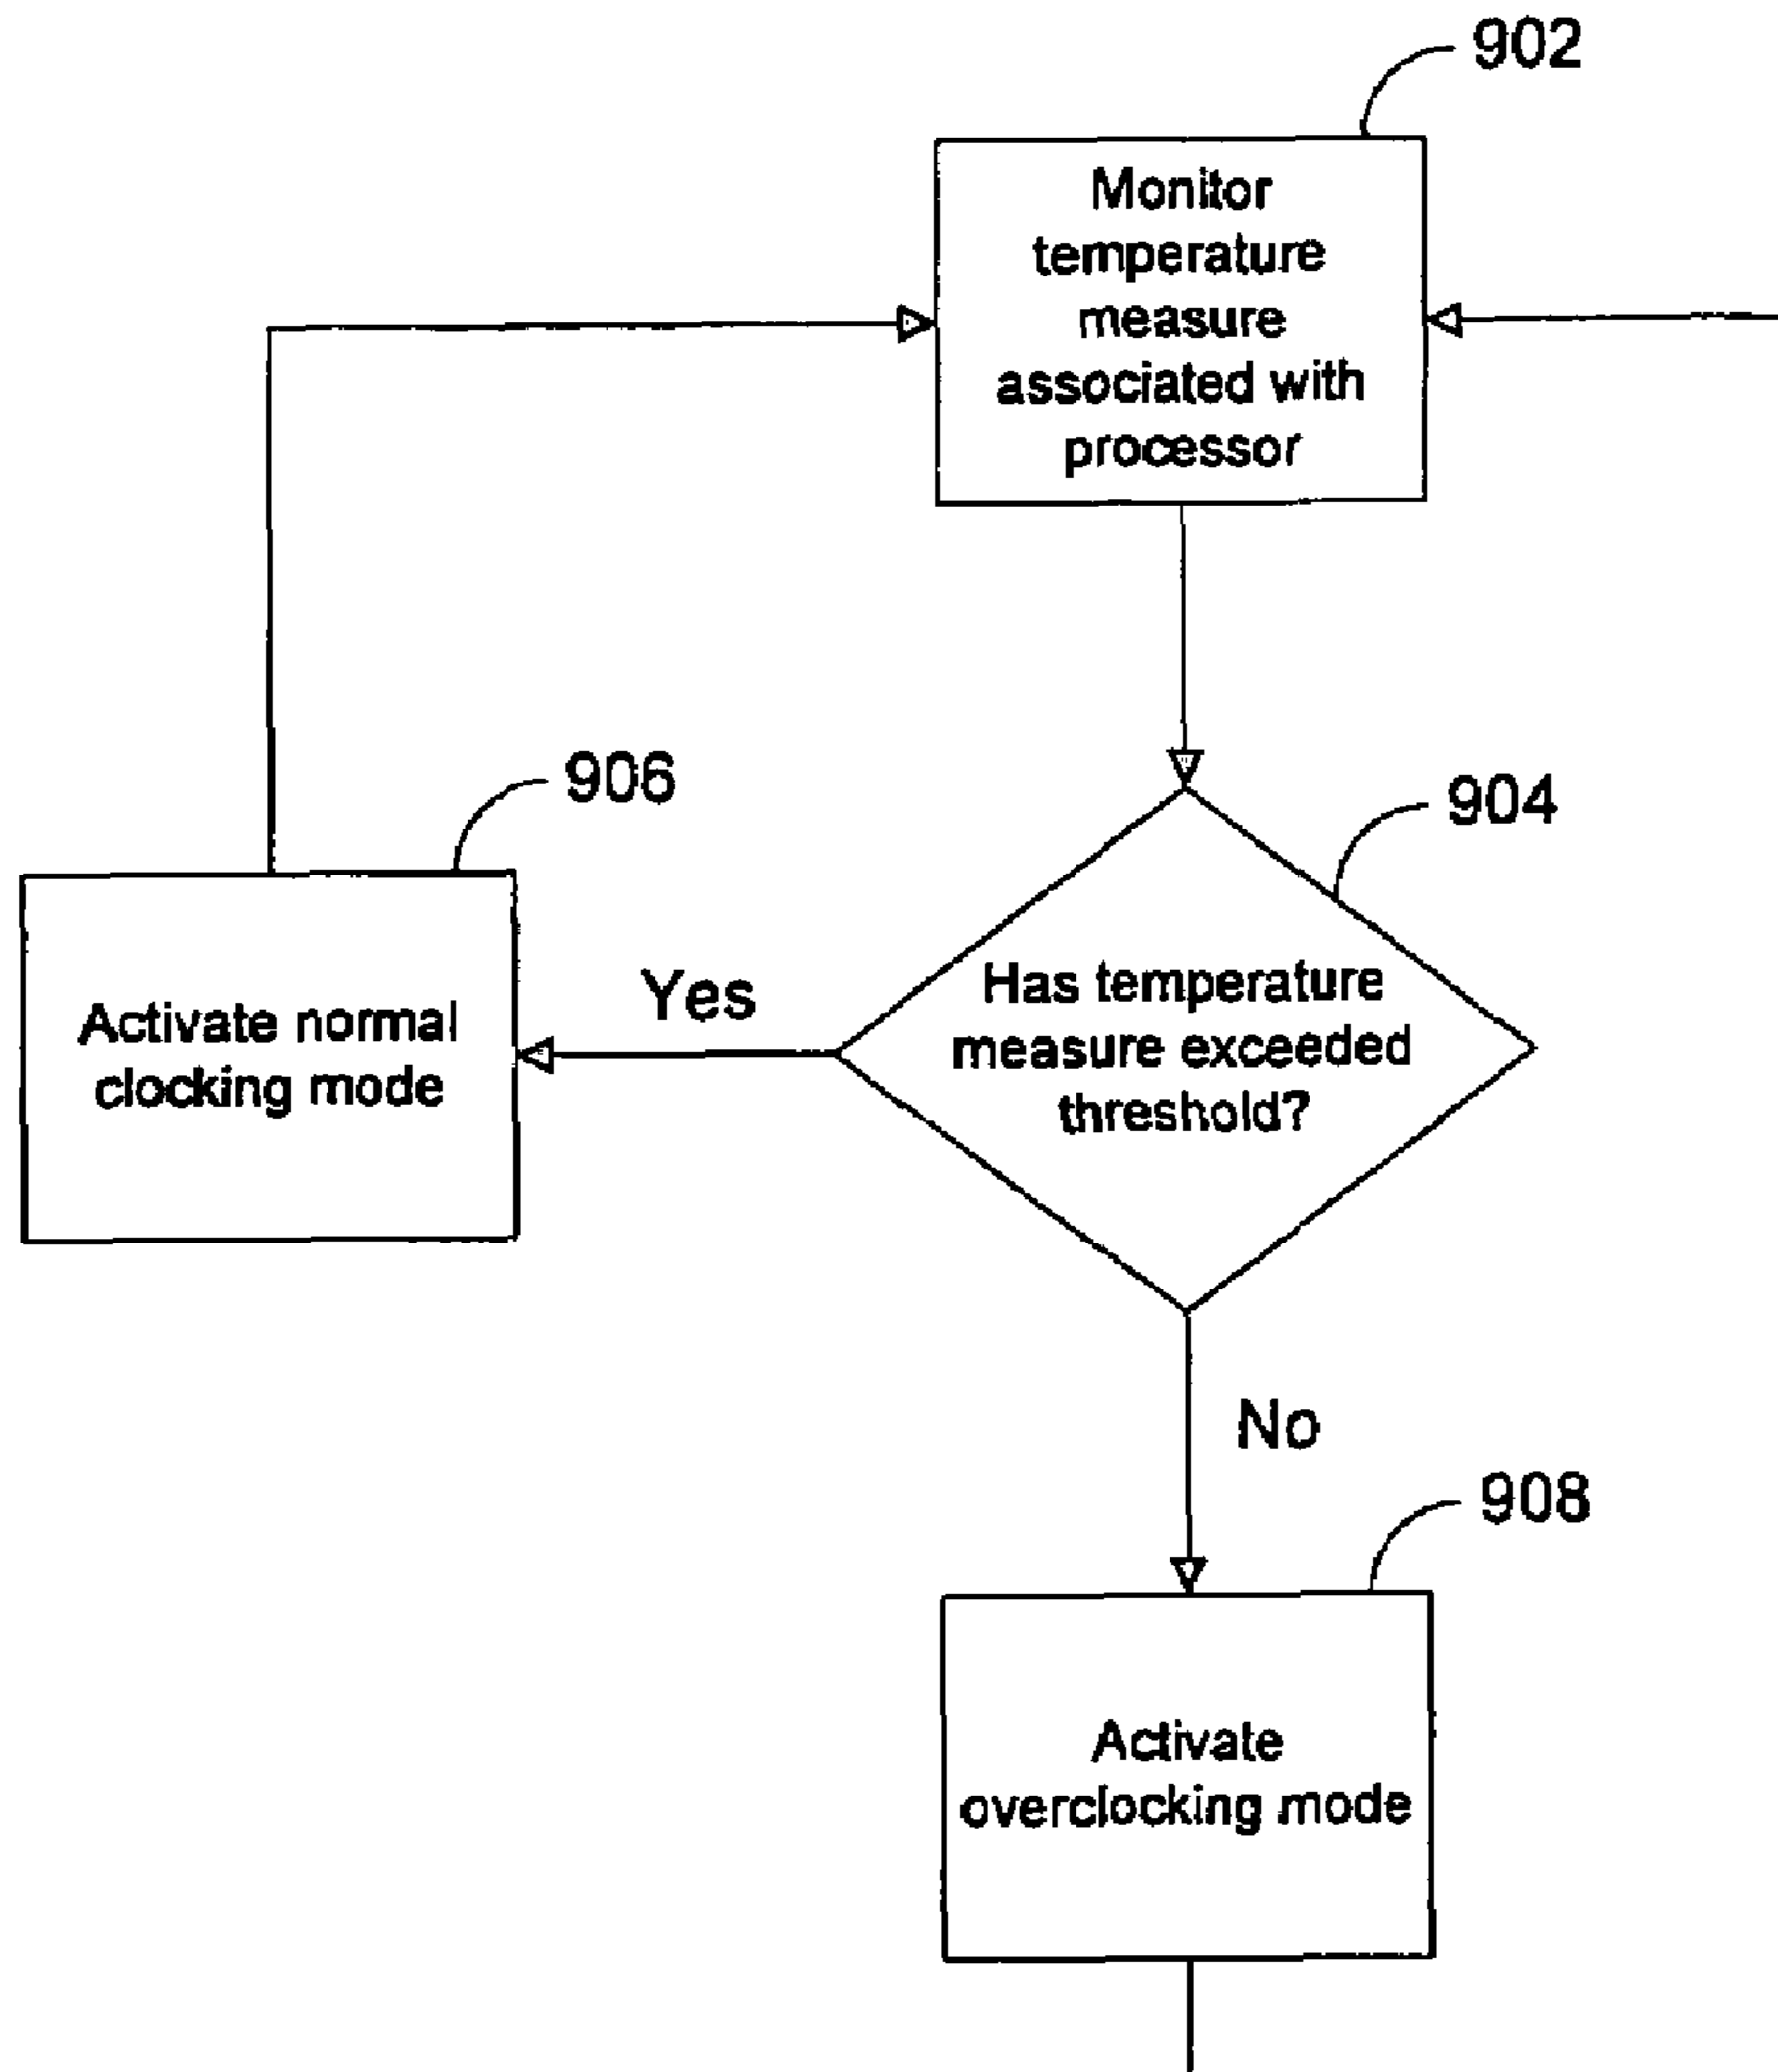 902
Monitor
temperature
measure
associated with
processor
906
904
Has temperature
measure exceeded
threshold?
Yes
Activate normal
clocking mode
No
908
Activate
overclocking mode